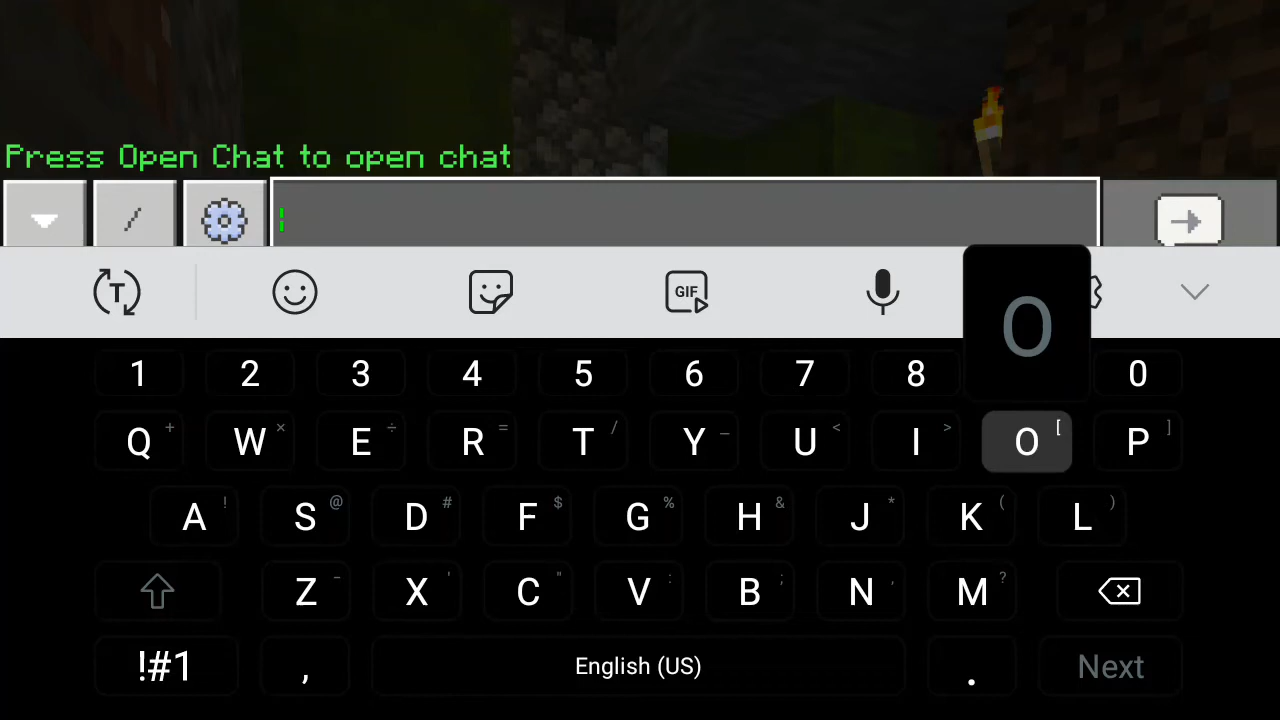 Press Open Chat to open chat
/
T GIF
O
1 2 3 4 5 6 7 8 0
Q + W × E ÷ R = T / Y _ U < I > O [ P ]
A ! S @ D # F $ G % H & J * K ( L )
Z - X ' C " V : B ; N , M ?
!#1 , English (US) . Next